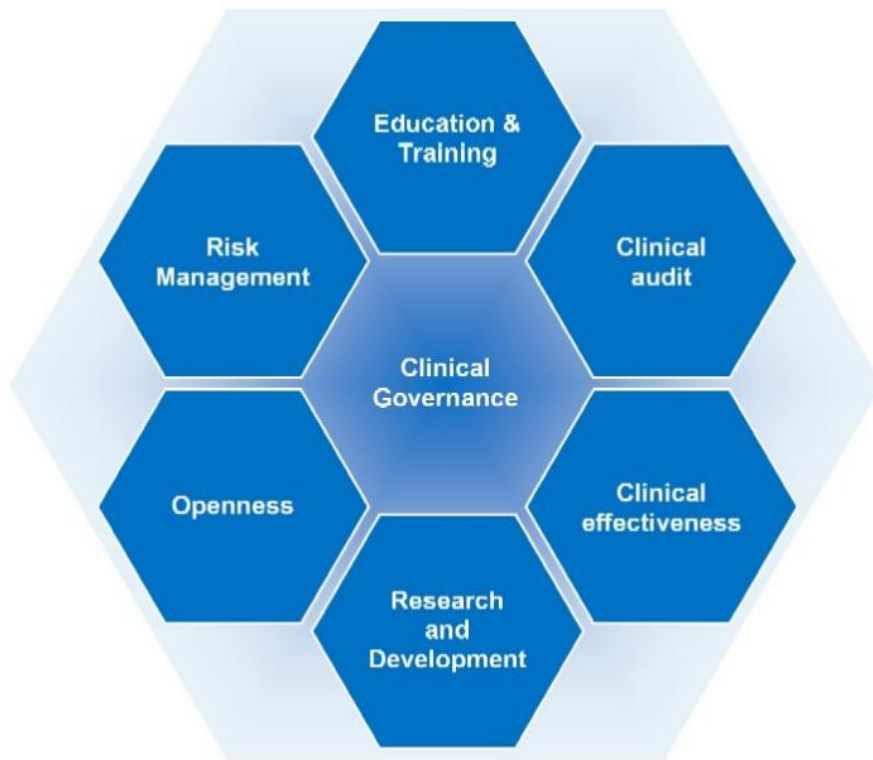 Education &
Training
Risk
Management
Clinical
audit
Clinical
Governance
Openness
Clinical
effectiveness
Research
and
Development